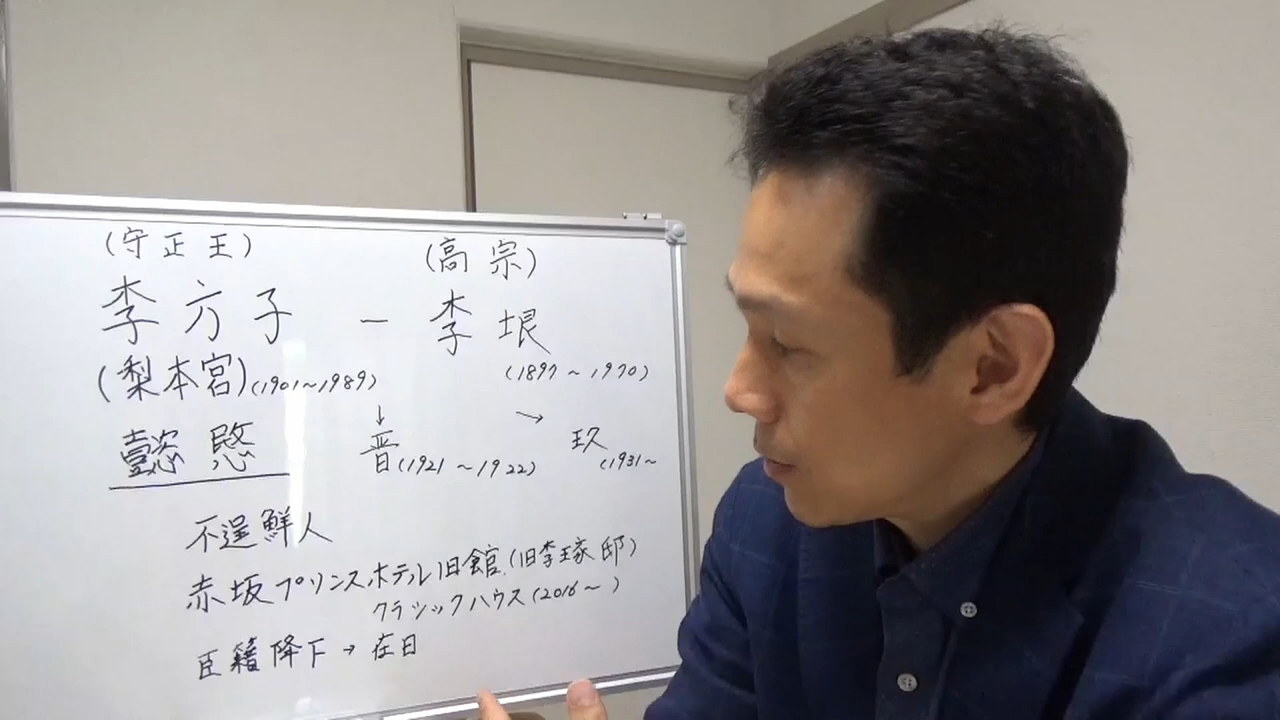 (守正王) (高宗)
李方子 － 李垠
(梨本宮)(1901～1989) (1897～1970)
↓ →
懿愍 晋(1921～1922) 玖(1931～
不逞鮮人
赤坂プリンスホテル旧館(旧李王家邸)
クラシックハウス(2016～ )
臣籍降下→在日